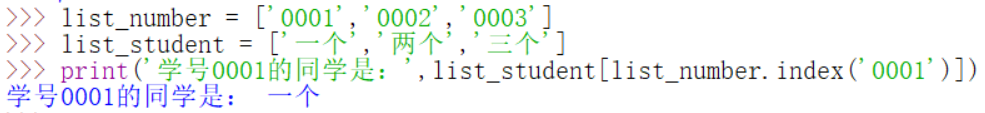 >>> list_number = ['0001','0002','0003']
>>> list_student = ['一个','两个','三个']
>>> print('学号0001的同学是：',list_student[list_number.index('0001')])
学号0001的同学是： 一个